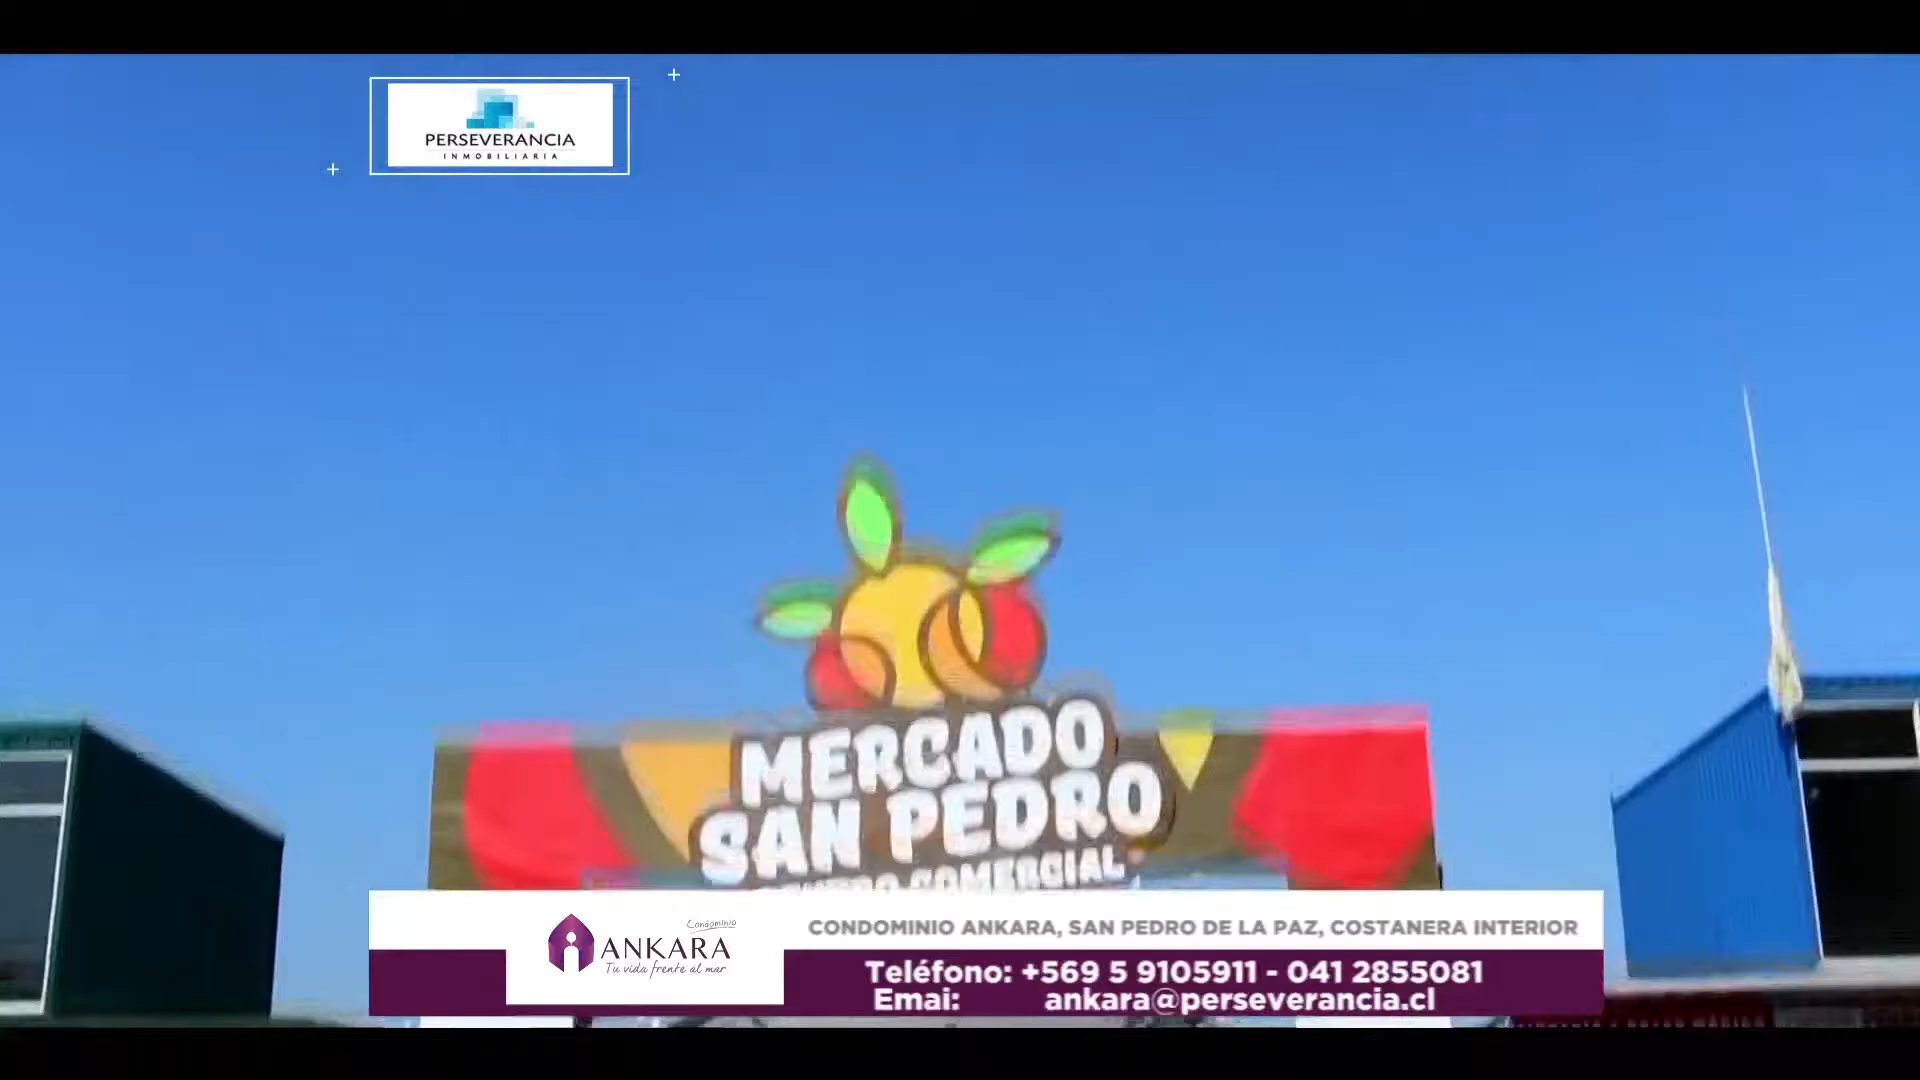 PERSEVERANCIA
INMOBILIARIA
MERCADO
SAN PEDRO
COMERCIAL
Condominio
ANKARA
Tu vida frente al mar
CONDOMINIO ANKARA, SAN PEDRO DE LA PAZ, COSTANERA INTERIOR
Teléfono: +569 5 9105911 - 041 2855081
Emai: ankara@perseverancia.cl